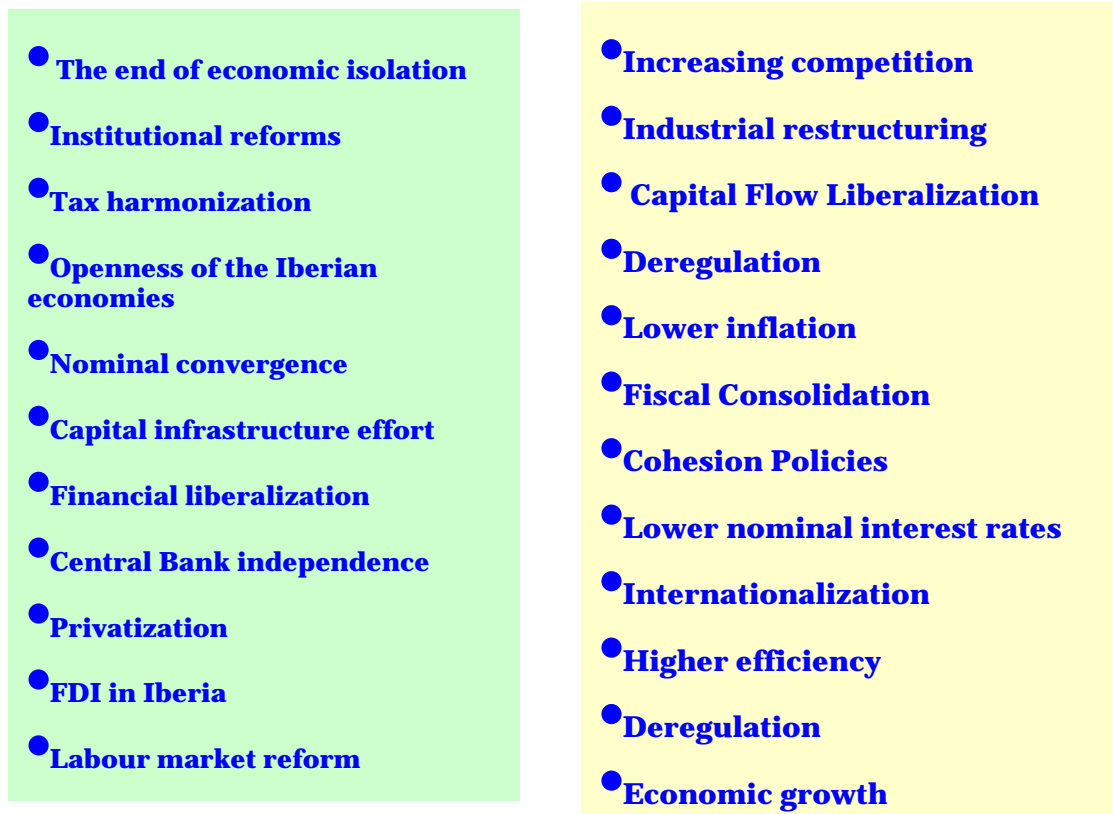 ● The end of economic isolation
●Institutional reforms
●Tax harmonization
●Openness of the Iberian
economies
●Nominal convergence
●Capital infrastructure effort
●Financial liberalization
●Central Bank independence
●Privatization
●FDI in Iberia
●Labour market reform
●Increasing competition
●Industrial restructuring
● Capital Flow Liberalization
●Deregulation
●Lower inflation
●Fiscal Consolidation
●Cohesion Policies
●Lower nominal interest rates
●Internationalization
●Higher efficiency
●Deregulation
●Economic growth